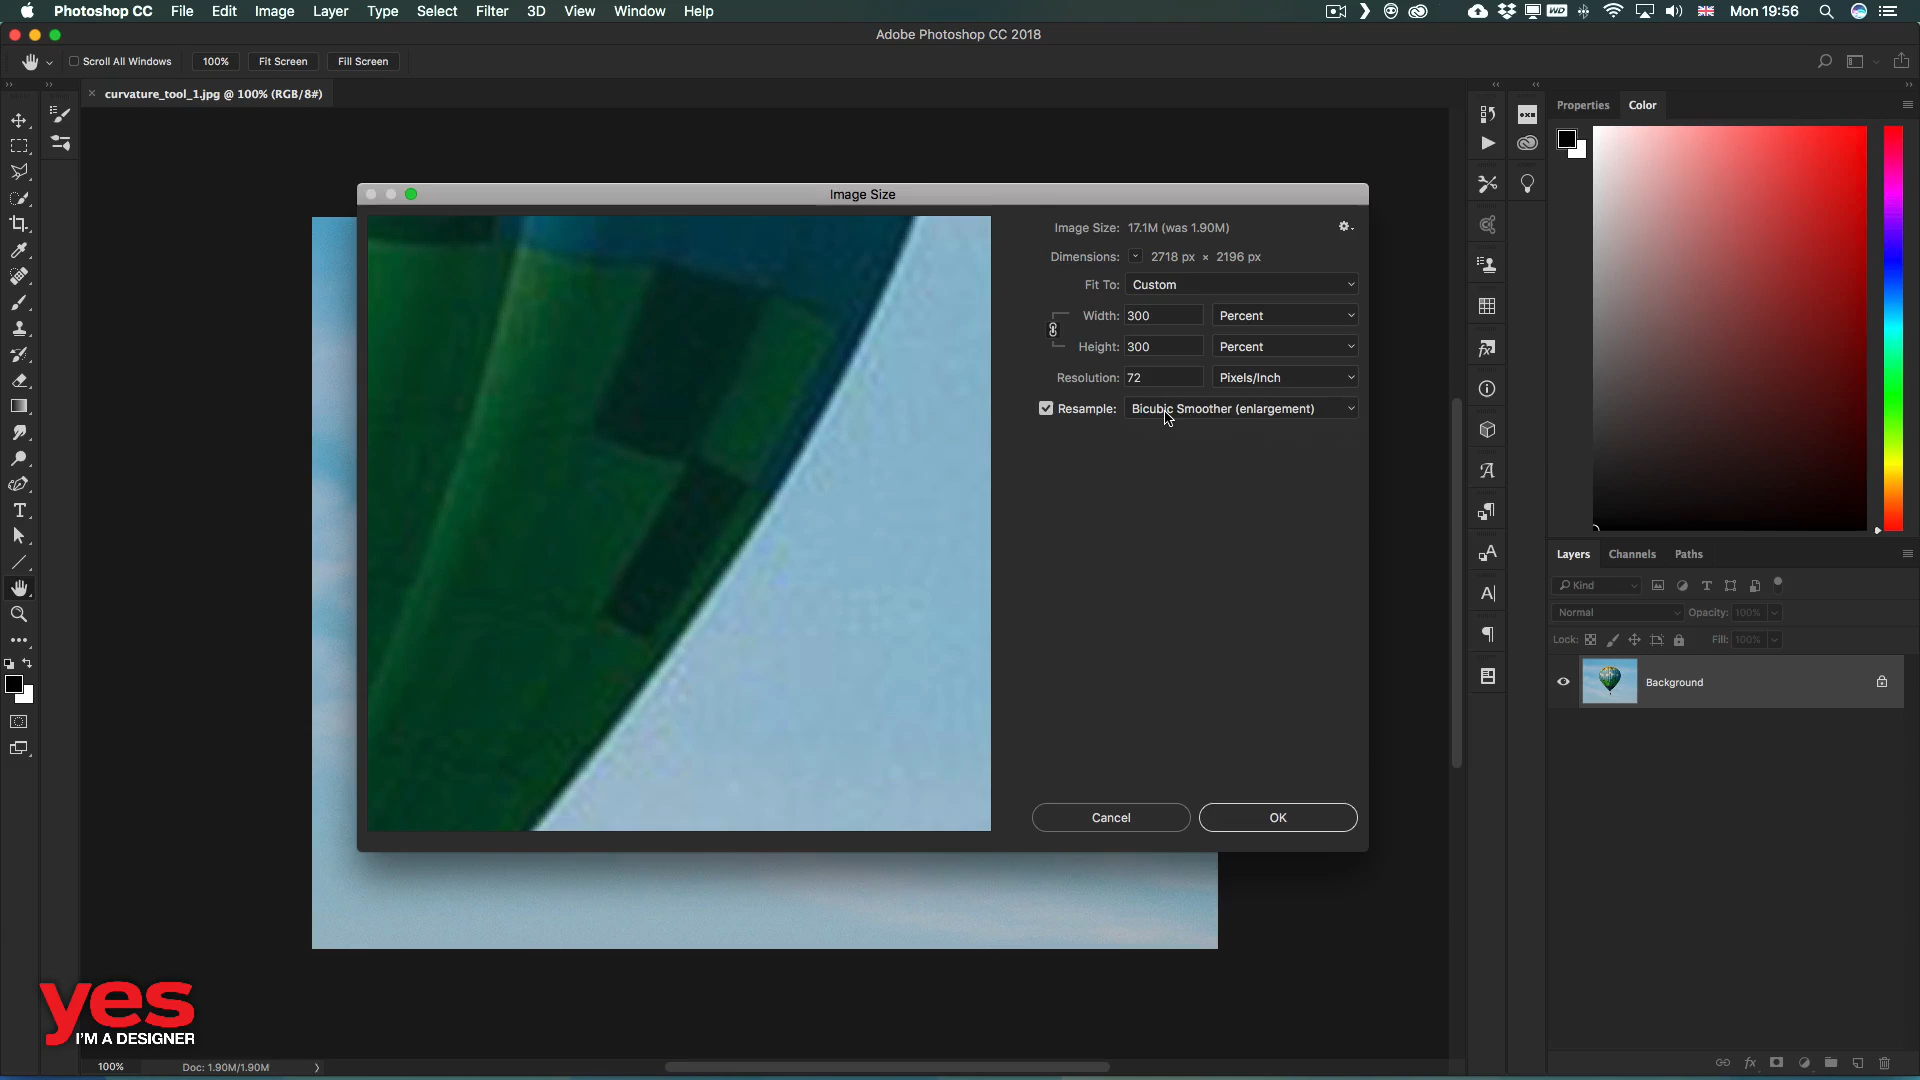 Photoshop CC File Edit Image Layer Type Select Filter 3D View Window Help
WD Mon 19:56
Adobe Photoshop CC 2018
Scroll All Windows 100% Fit Screen Fill Screen
curvature_tool_1.jpg @ 100% (RGB/8#)
Properties Color
Image Size
Image Size: 17.1M (was 1.90M)
Dimensions: 2718 px × 2196 px
Fit To: Custom
Width: 300 Percent
Height: 300 Percent
Resolution: 72 Pixels/Inch
Resample: Bicubic Smoother (enlargement)
Cancel OK
Layers Channels Paths
Kind
Normal Opacity: 100%
Lock: Fill: 100%
Background
yes
I'M A DESIGNER
100% Doc: 1.90M/1.90M